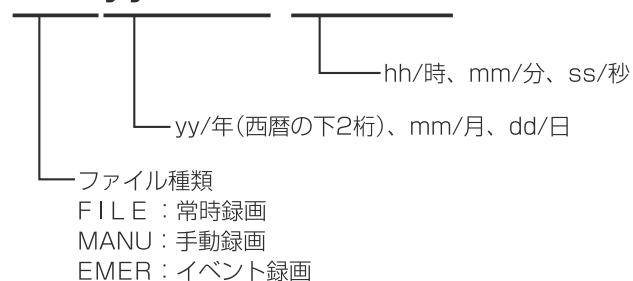 hh/時、mm/分、ss/秒
yy/年(西暦の下2桁)、mm/月、dd/日
ファイル種類
FILE：常時録画
MANU：手動録画
EMER：イベント録画